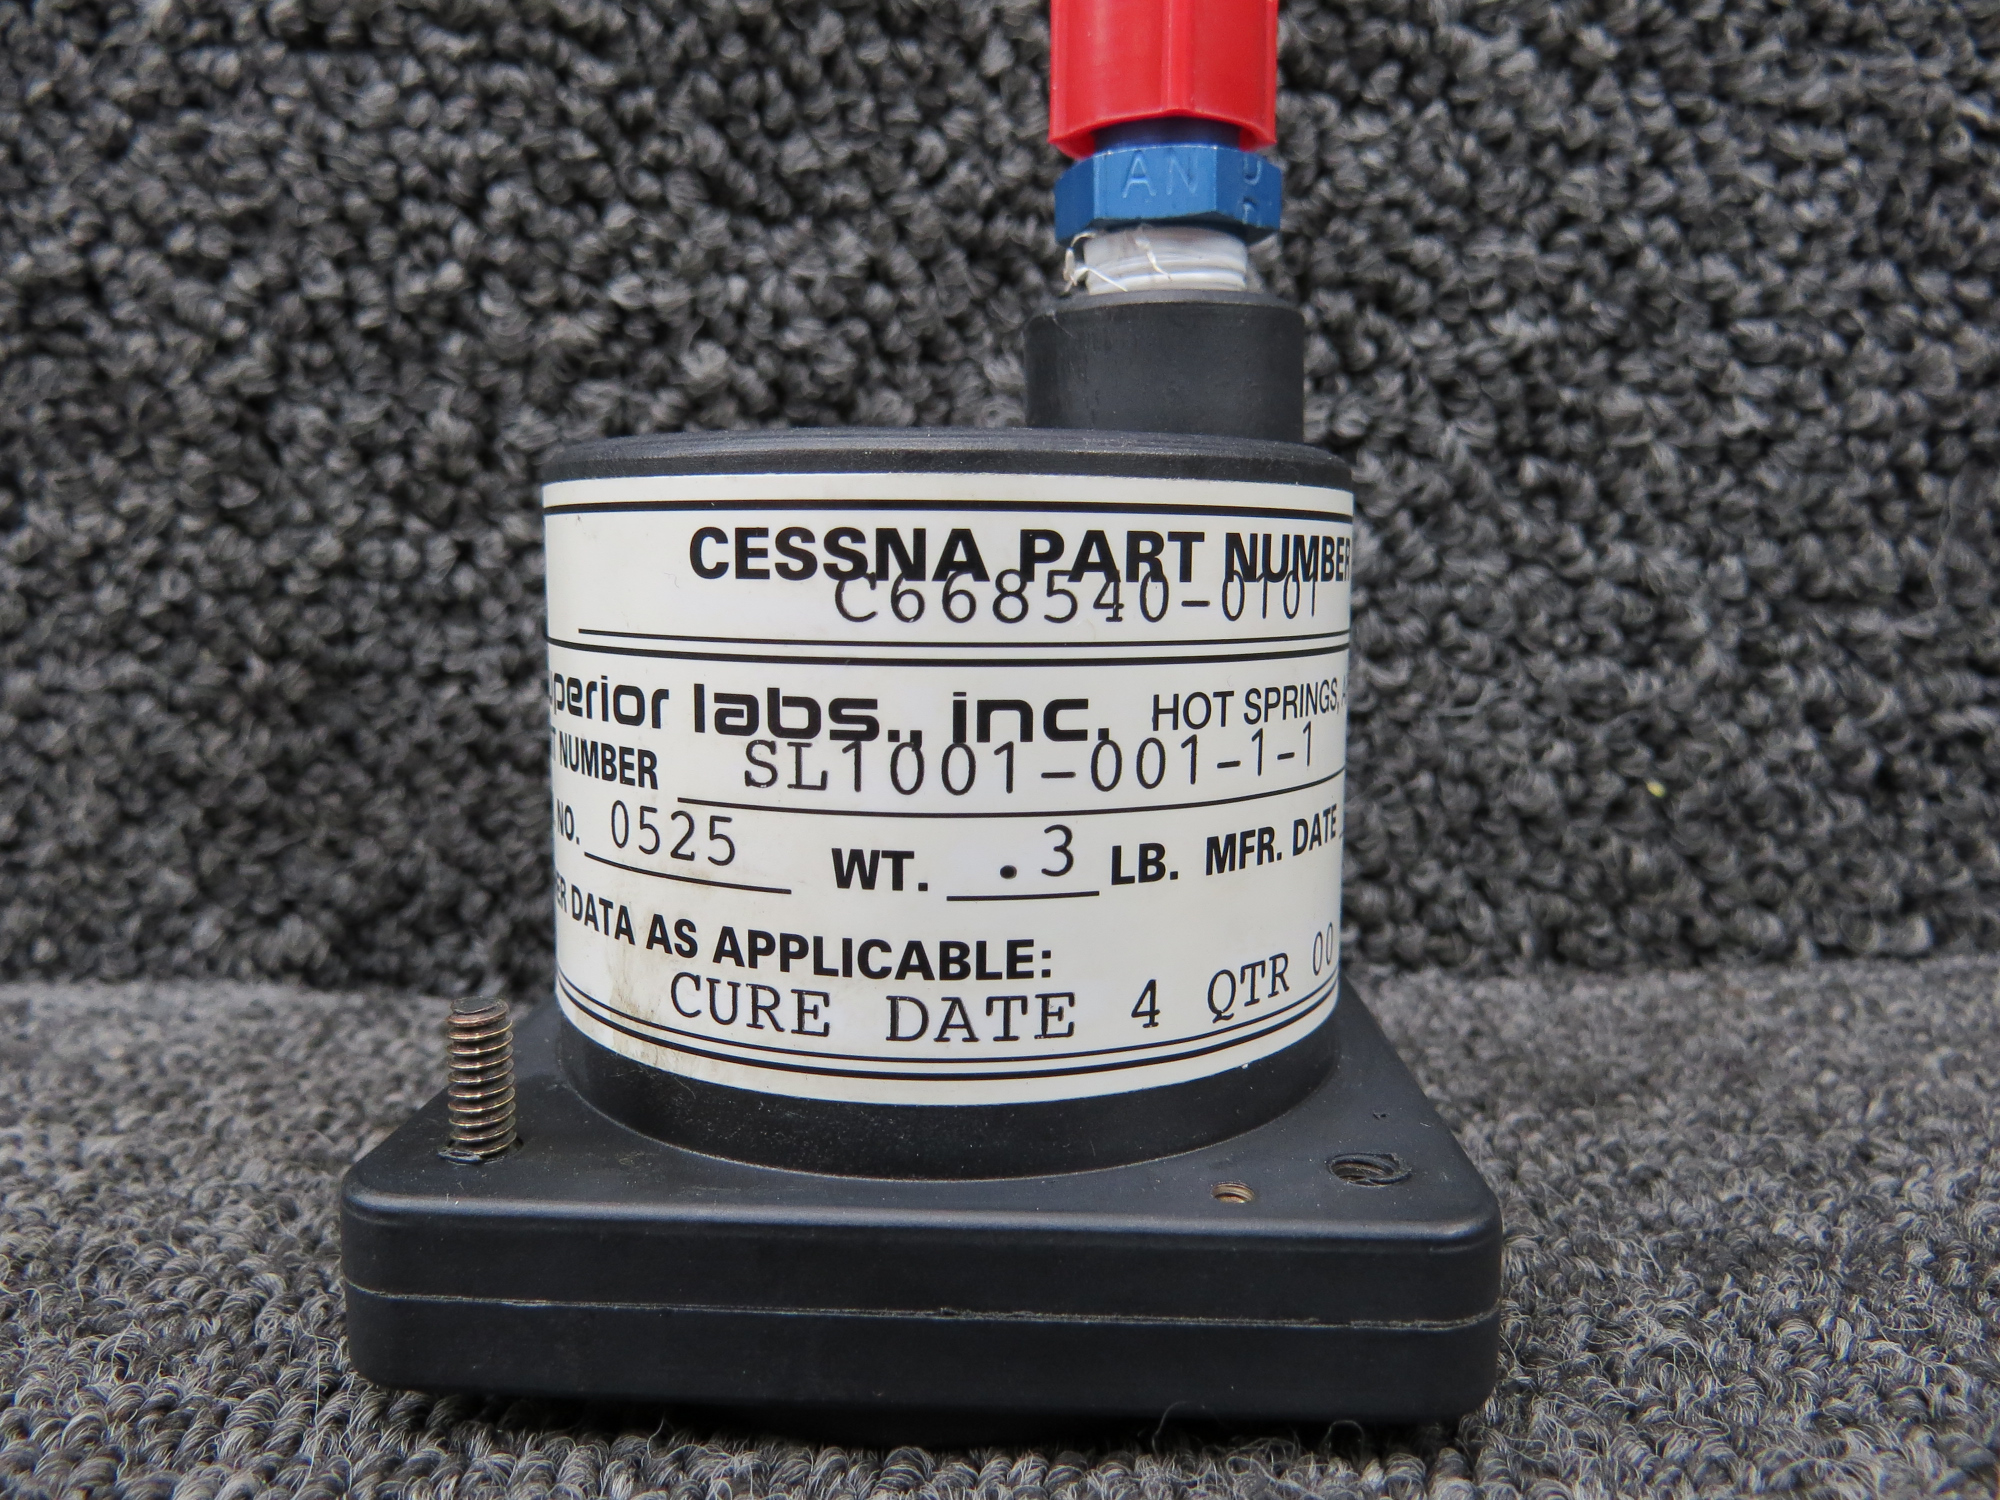 AN
CESSNA PART NUMBER
C668540-0101
superior labs., inc. HOT SPRINGS,
NUMBER SL1001-001-1-1
NO. 0525 WT. .3 LB. MFR. DATE
DATA AS APPLICABLE:
CURE DATE 4 QTR 00